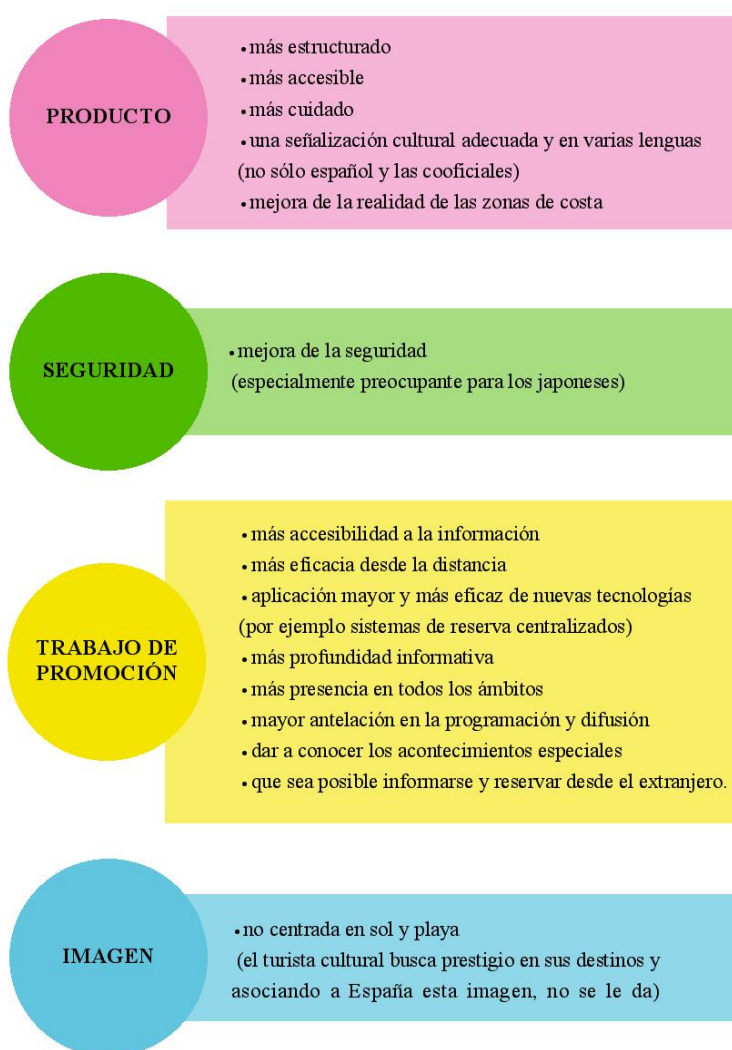 PRODUCTO
• más estructurado
• más accesible
• más cuidado
• una señalización cultural adecuada y en varias lenguas
(no sólo español y las cooficiales)
• mejora de la realidad de las zonas de costa
SEGURIDAD
• mejora de la seguridad
(especialmente preocupante para los japoneses)
TRABAJO DE
PROMOCIÓN
• más accesibilidad a la información
• más eficacia desde la distancia
• aplicación mayor y más eficaz de nuevas tecnologías
(por ejemplo sistemas de reserva centralizados)
• más profundidad informativa
• más presencia en todos los ámbitos
• mayor antelación en la programación y difusión
• dar a conocer los acontecimientos especiales
• que sea posible informarse y reservar desde el extranjero.
IMAGEN
• no centrada en sol y playa
(el turista cultural busca prestigio en sus destinos y
asociando a España esta imagen, no se le da)